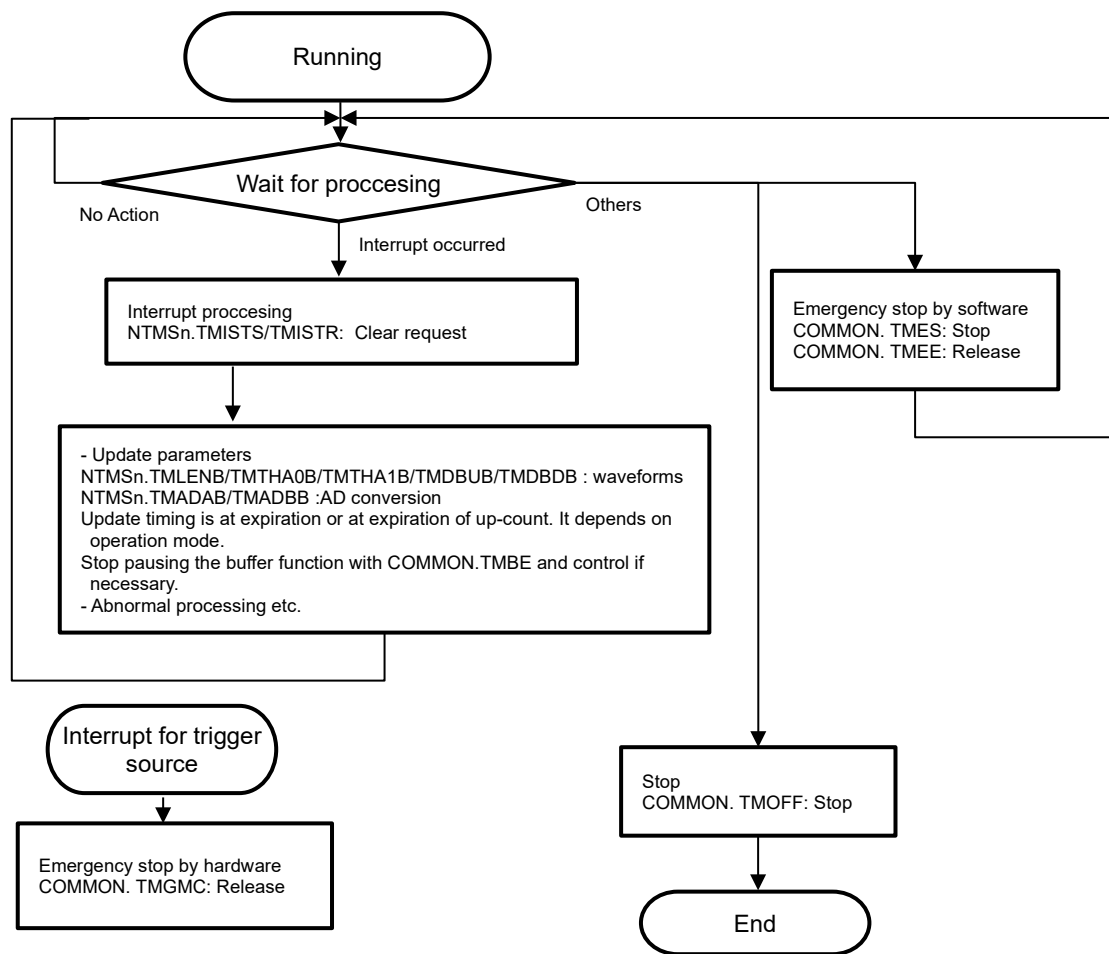 Running
Wait for proccesing
No Action
Others
Interrupt occurred
Interrupt proccesing
NTMSn.TMISTS/TMISTR: Clear request
Emergency stop by software
COMMON. TMES: Stop
COMMON. TMEE: Release
- Update parameters
NTMSn.TMLENB/TMTHA0B/TMTHA1B/TMDBUB/TMDBDB : waveforms
NTMSn.TMADAB/TMADBB :AD conversion
Update timing is at expiration or at expiration of up-count. It depends on
operation mode.
Stop pausing the buffer function with COMMON.TMBE and control if
necessary.
- Abnormal processing etc.
Interrupt for trigger
source
Emergency stop by hardware
COMMON. TMGMC: Release
Stop
COMMON. TMOFF: Stop
End